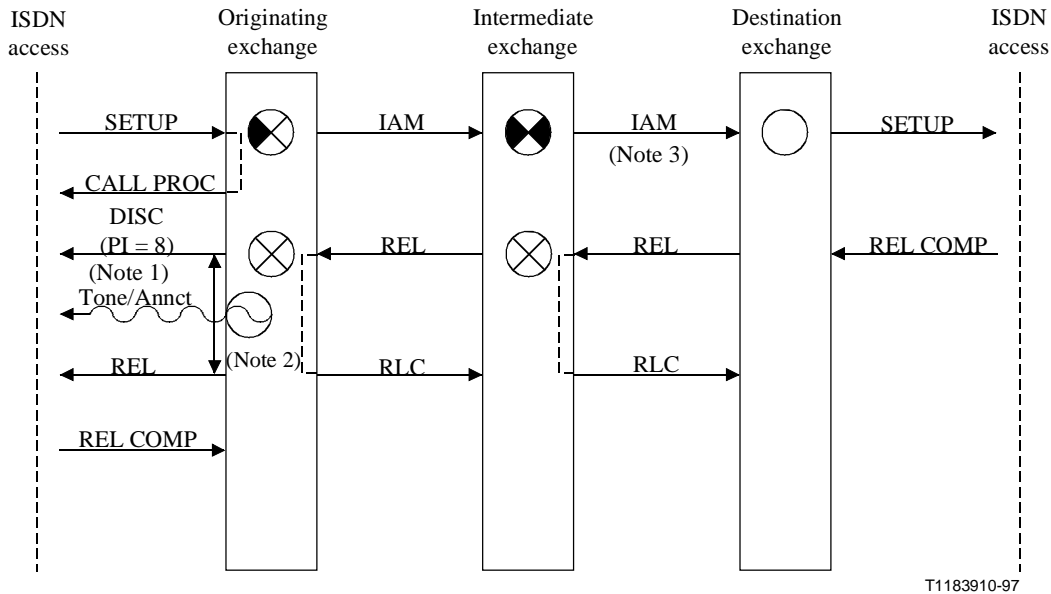 ISDN access
Originating exchange
Intermediate exchange
Destination exchange
ISDN access
SETUP
IAM
IAM
(Note 3)
SETUP
CALL PROC
DISC
(PI = 8)
(Note 1)
REL
REL
REL COMP
Tone/Annct
(Note 2)
REL
RLC
RLC
REL COMP
T1183910-97